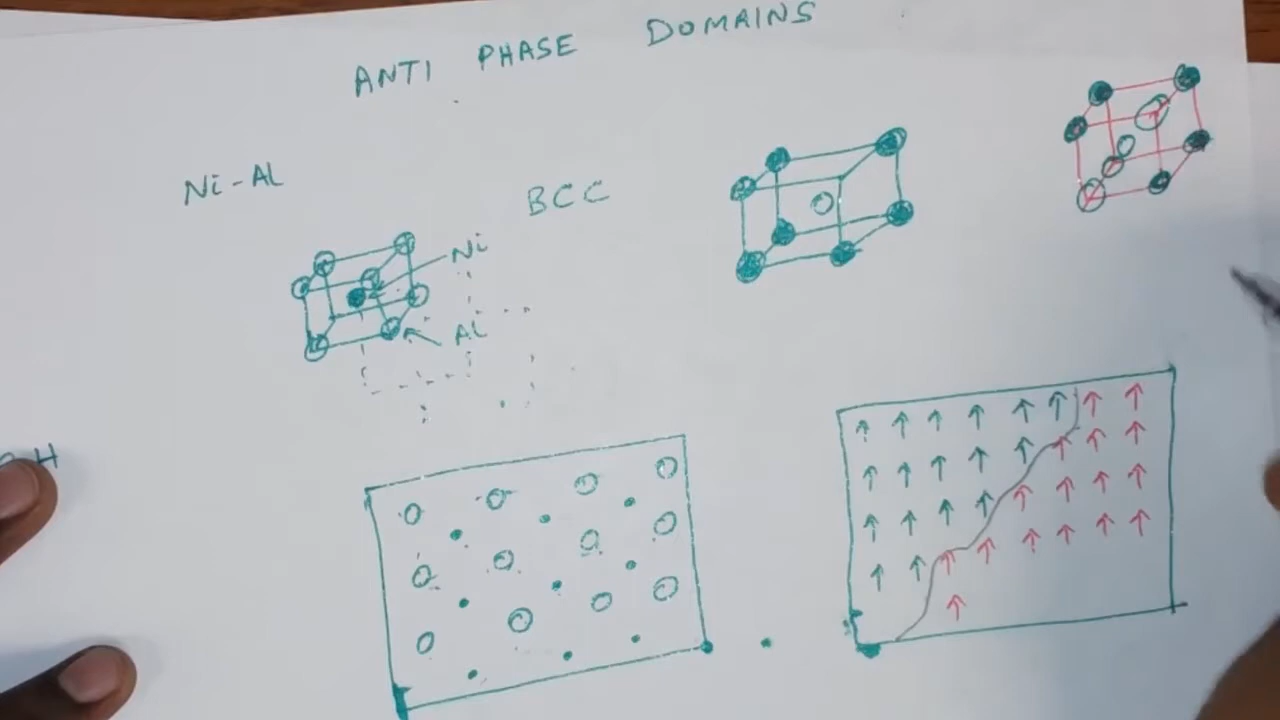 ANTI PHASE DOMAINS
Ni-AL
BCC
Ni
AL
H